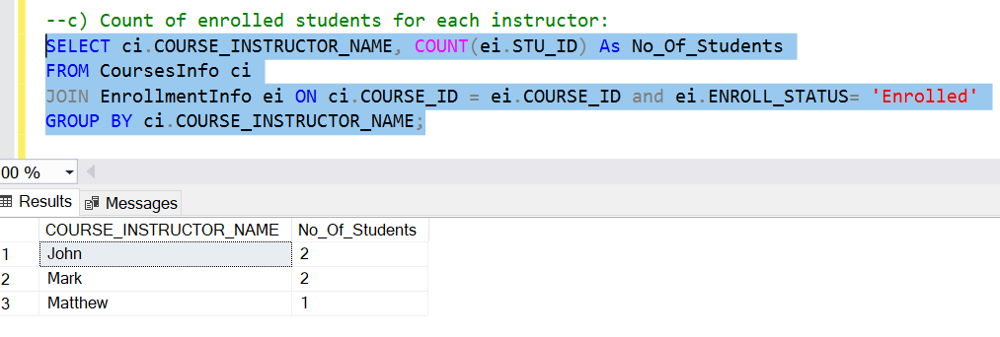 --c) Count of enrolled students for each instructor:
SELECT ci.COURSE_INSTRUCTOR_NAME, COUNT(ei.STU_ID) As No_Of_Students
FROM CoursesInfo ci
JOIN EnrollmentInfo ei ON ci.COURSE_ID = ei.COURSE_ID and ei.ENROLL_STATUS= 'Enrolled'
GROUP BY ci.COURSE_INSTRUCTOR_NAME;
00 %
Results Messages
COURSE_INSTRUCTOR_NAME No_Of_Students
1 John 2
2 Mark 2
3 Matthew 1